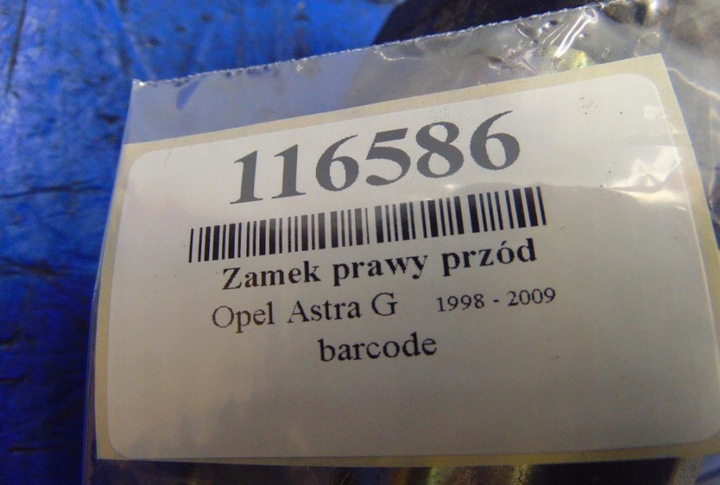 116586
Zamek prawy przód
Opel Astra G 1998 - 2009
barcode